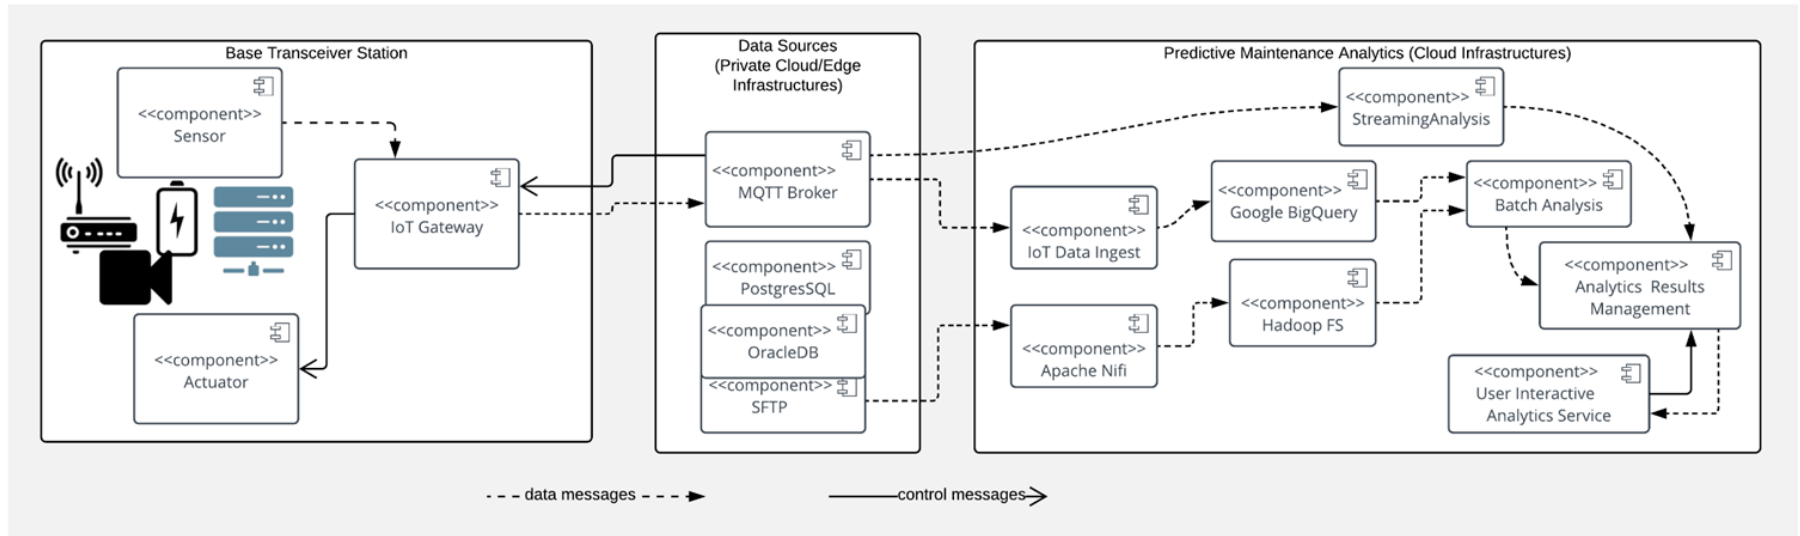 Base Transceiver Station
<<component>>
Sensor
<<component>>
IoT Gateway
<<component>>
Actuator
Data Sources
(Private Cloud/Edge
Infrastructures)
<<component>>
MQTT Broker
<<component>>
PostgresSQL
<<component>>
OracleDB
<<component>>
SFTP
Predictive Maintenance Analytics (Cloud Infrastructures)
<<component>>
StreamingAnalysis
<<component>>
IoT Data Ingest
<<component>>
Google BigQuery
<<component>>
Batch Analysis
<<component>>
Apache Nifi
<<component>>
Hadoop FS
<<component>>
Analytics Results
Management
<<component>>
User Interactive
Analytics Service
data messages
control messages